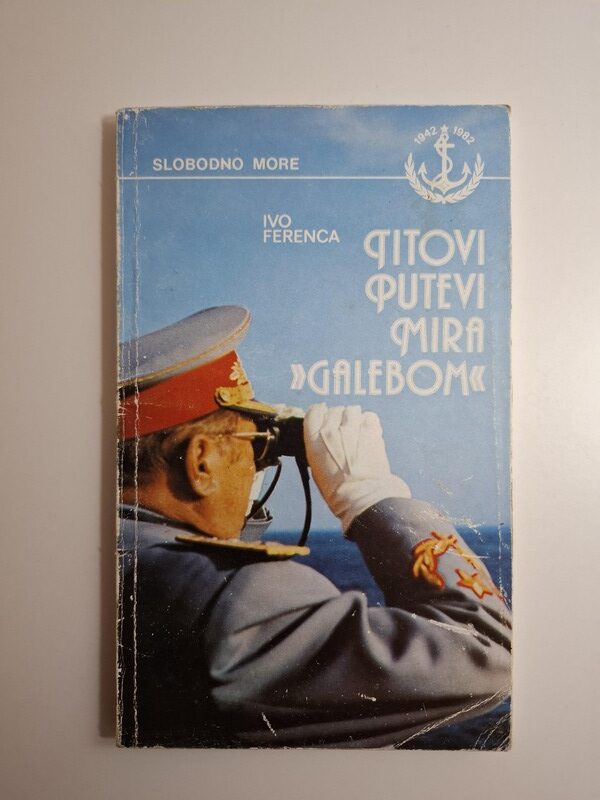 SLOBODNO MORE
1942 1982
IVO
FERENCA
TITOVI
PUTEVI
MIRA
»GALEBOM«